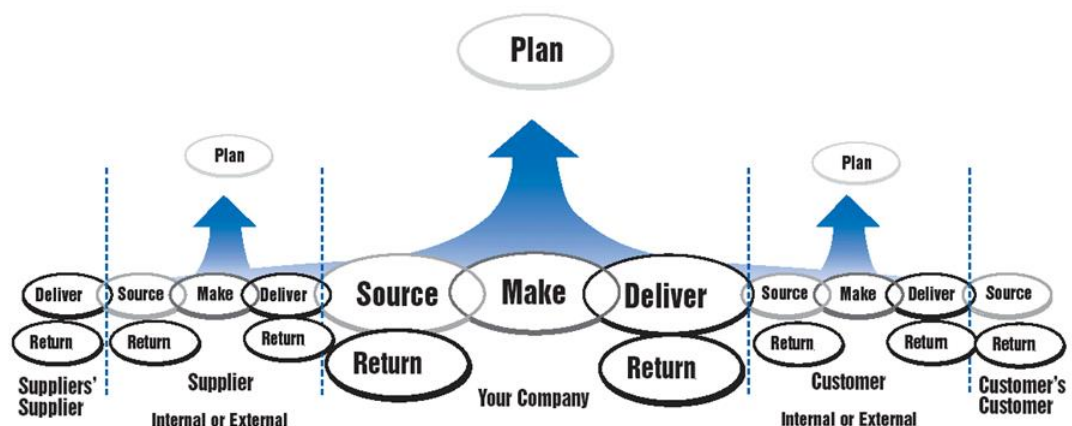 Plan
Plan
Plan
Deliver
Source
Make
Deliver
Source
Make
Deliver
Source
Make
Deliver
Source
Return
Return
Return
Return
Return
Return
Return
Return
Suppliers'
Supplier
Supplier
Internal or External
Your Company
Customer
Internal or External
Customer's
Customer